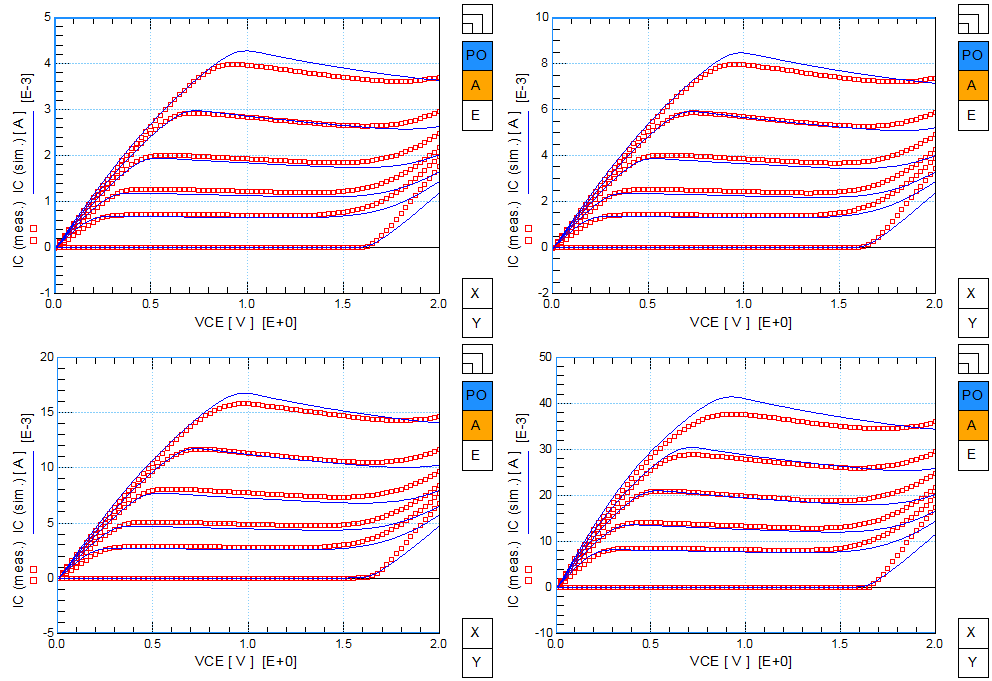 5
4
3
2
1
0
-1
0.0 0.5 1.0 1.5 2.0
VCE [ V ] [E+0]
IC (meas.) IC (sim.) [ A ] [E-3]
PO
A
E
X
Y
10
8
6
4
2
0
-2
0.0 0.5 1.0 1.5 2.0
VCE [ V ] [E+0]
IC (meas.) IC (sim.) [ A ] [E-3]
PO
A
E
X
Y
20
15
10
5
0
-5
0.0 0.5 1.0 1.5 2.0
VCE [ V ] [E+0]
IC (meas.) IC (sim.) [ A ] [E-3]
PO
A
E
X
Y
50
40
30
20
10
0
-10
0.0 0.5 1.0 1.5 2.0
VCE [ V ] [E+0]
IC (meas.) IC (sim.) [ A ] [E-3]
PO
A
E
X
Y